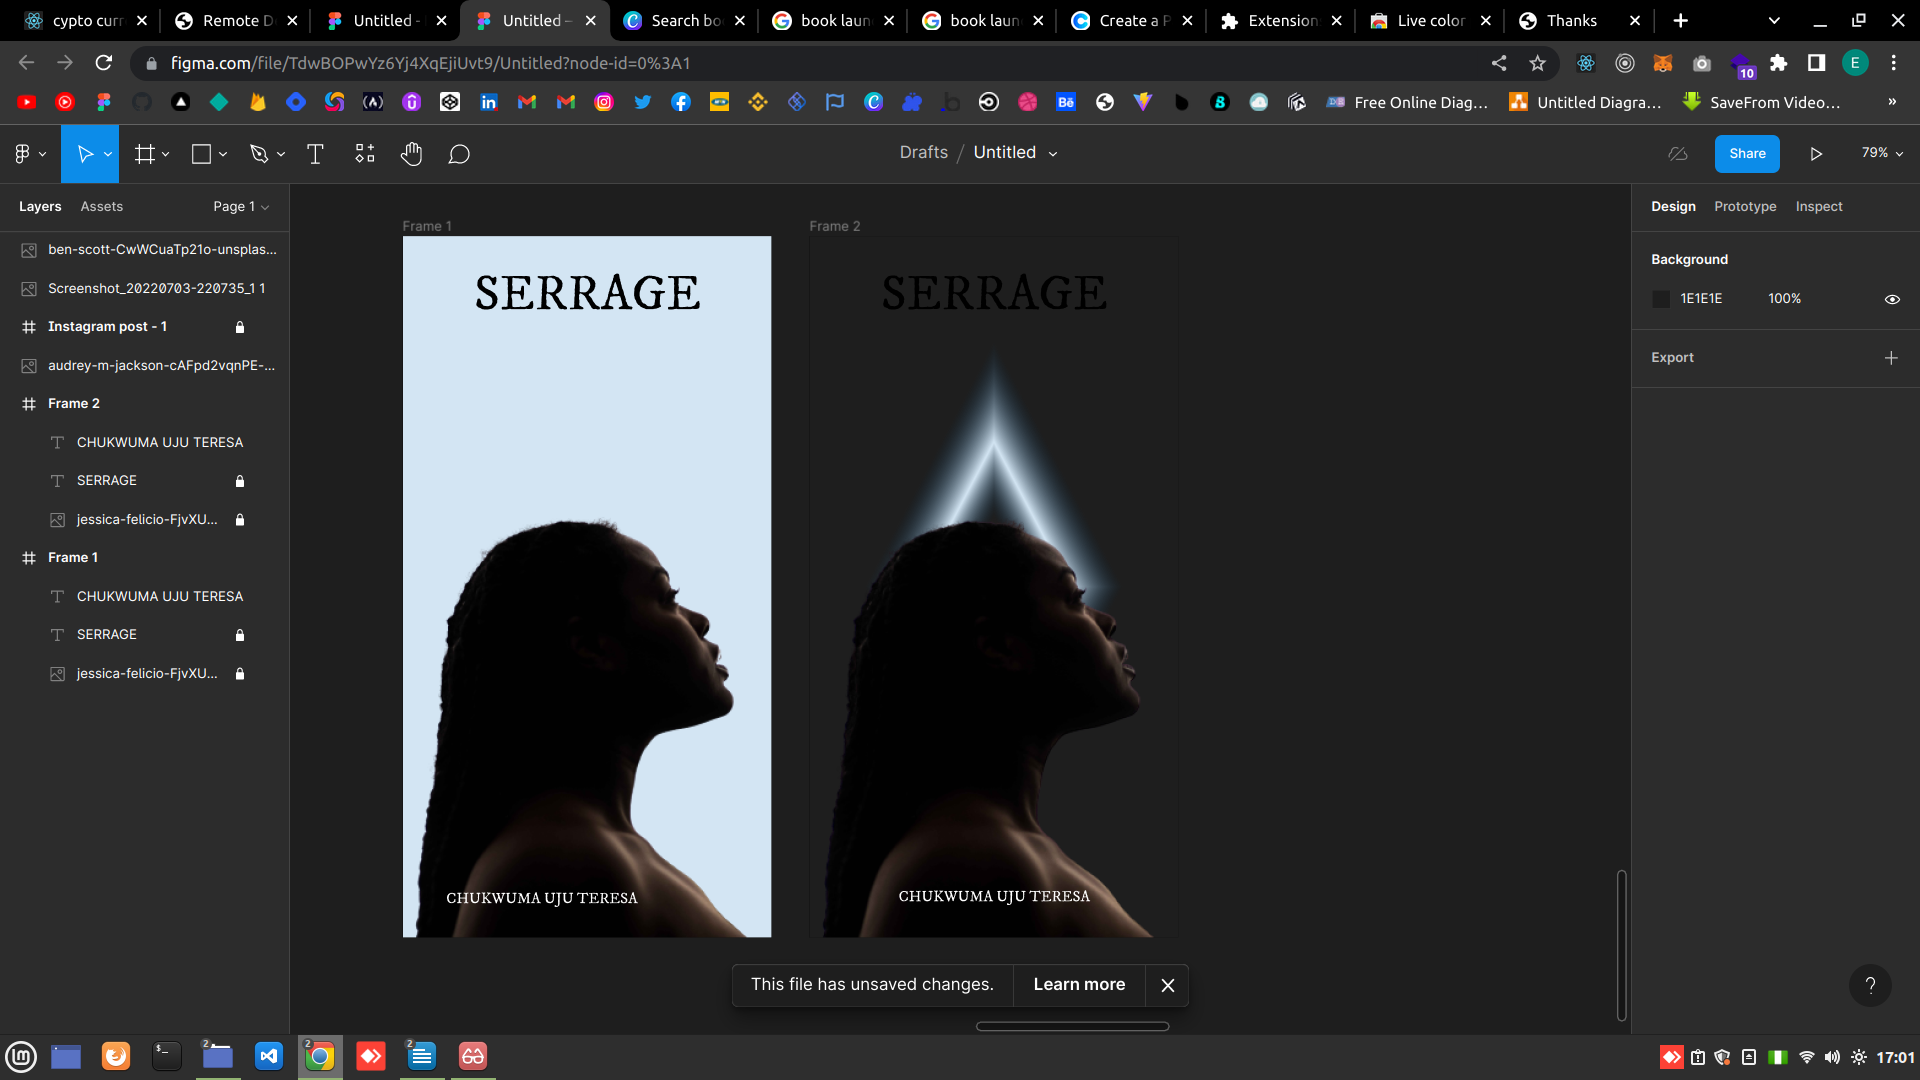 cypto curr
Remote D
Untitled -
Untitled –
Search bo
book laun
book laun
Create a P
Extension
Live color
Thanks
figma.com/file/TdwBOPwYz6Yj4XqEjiUvt9/Untitled?node-id=0%3A1
10
E
Free Online Diag...
Untitled Diagra...
SaveFrom Video...
»
Drafts / Untitled
Share
79%
Layers
Assets
Page 1
Design
Prototype
Inspect
ben-scott-CwWCuaTp21o-unsplas...
Screenshot_20220703-220735_1 1
Instagram post - 1
audrey-m-jackson-cAFpd2vqnPE-...
Frame 2
CHUKWUMA UJU TERESA
SERRAGE
jessica-felicio-FjvXU...
Frame 1
CHUKWUMA UJU TERESA
SERRAGE
jessica-felicio-FjvXU...
Frame 1
SERRAGE
CHUKWUMA UJU TERESA
Frame 2
SERRAGE
CHUKWUMA UJU TERESA
Background
1E1E1E
100%
Export
This file has unsaved changes.
Learn more
?
2
2
2
17:01